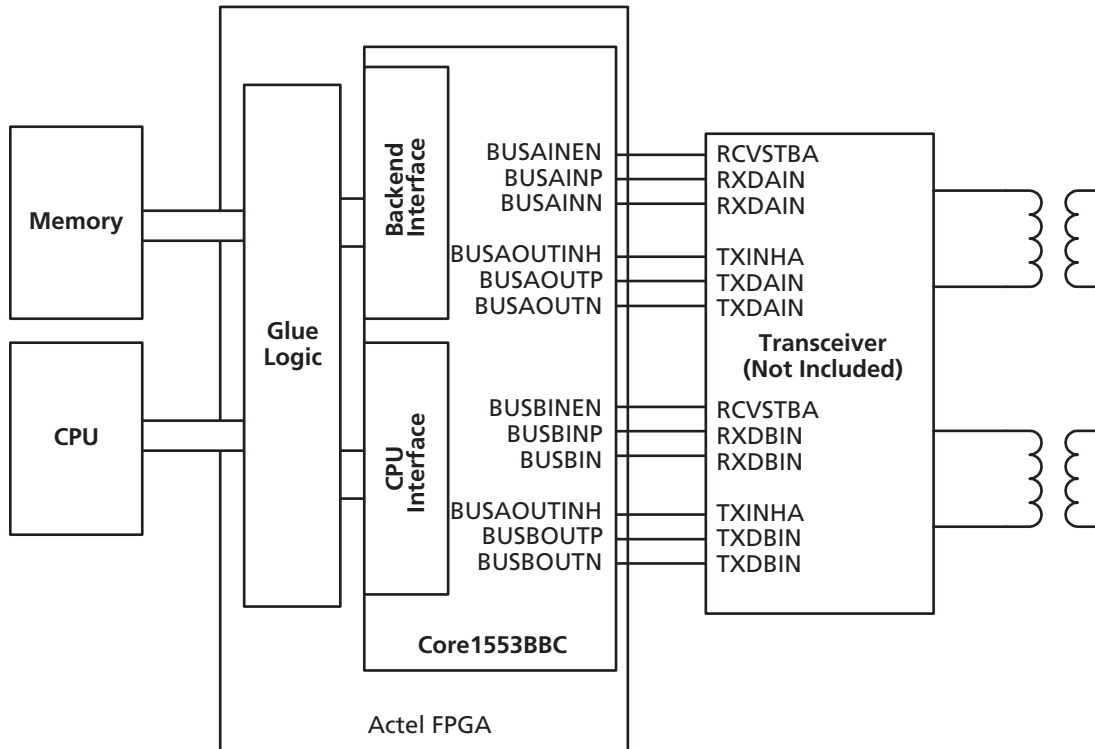 Memory
CPU
Glue
Logic
Backend
Interface
CPU
Interface
BUSAINEN
BUSAINP
BUSAINN
BUSAOUTINH
BUSAOUTP
BUSAOUTN
BUSBINEN
BUSBINP
BUSBIN
BUSAOUTINH
BUSBOUTP
BUSBOUTN
Core1553BBC
Actel FPGA
RCVSTBA
RXDAIN
RXDAIN
TXINHA
TXDAIN
TXDAIN
Transceiver
(Not Included)
RCVSTBA
RXDBIN
RXDBIN
TXINHA
TXDBIN
TXDBIN